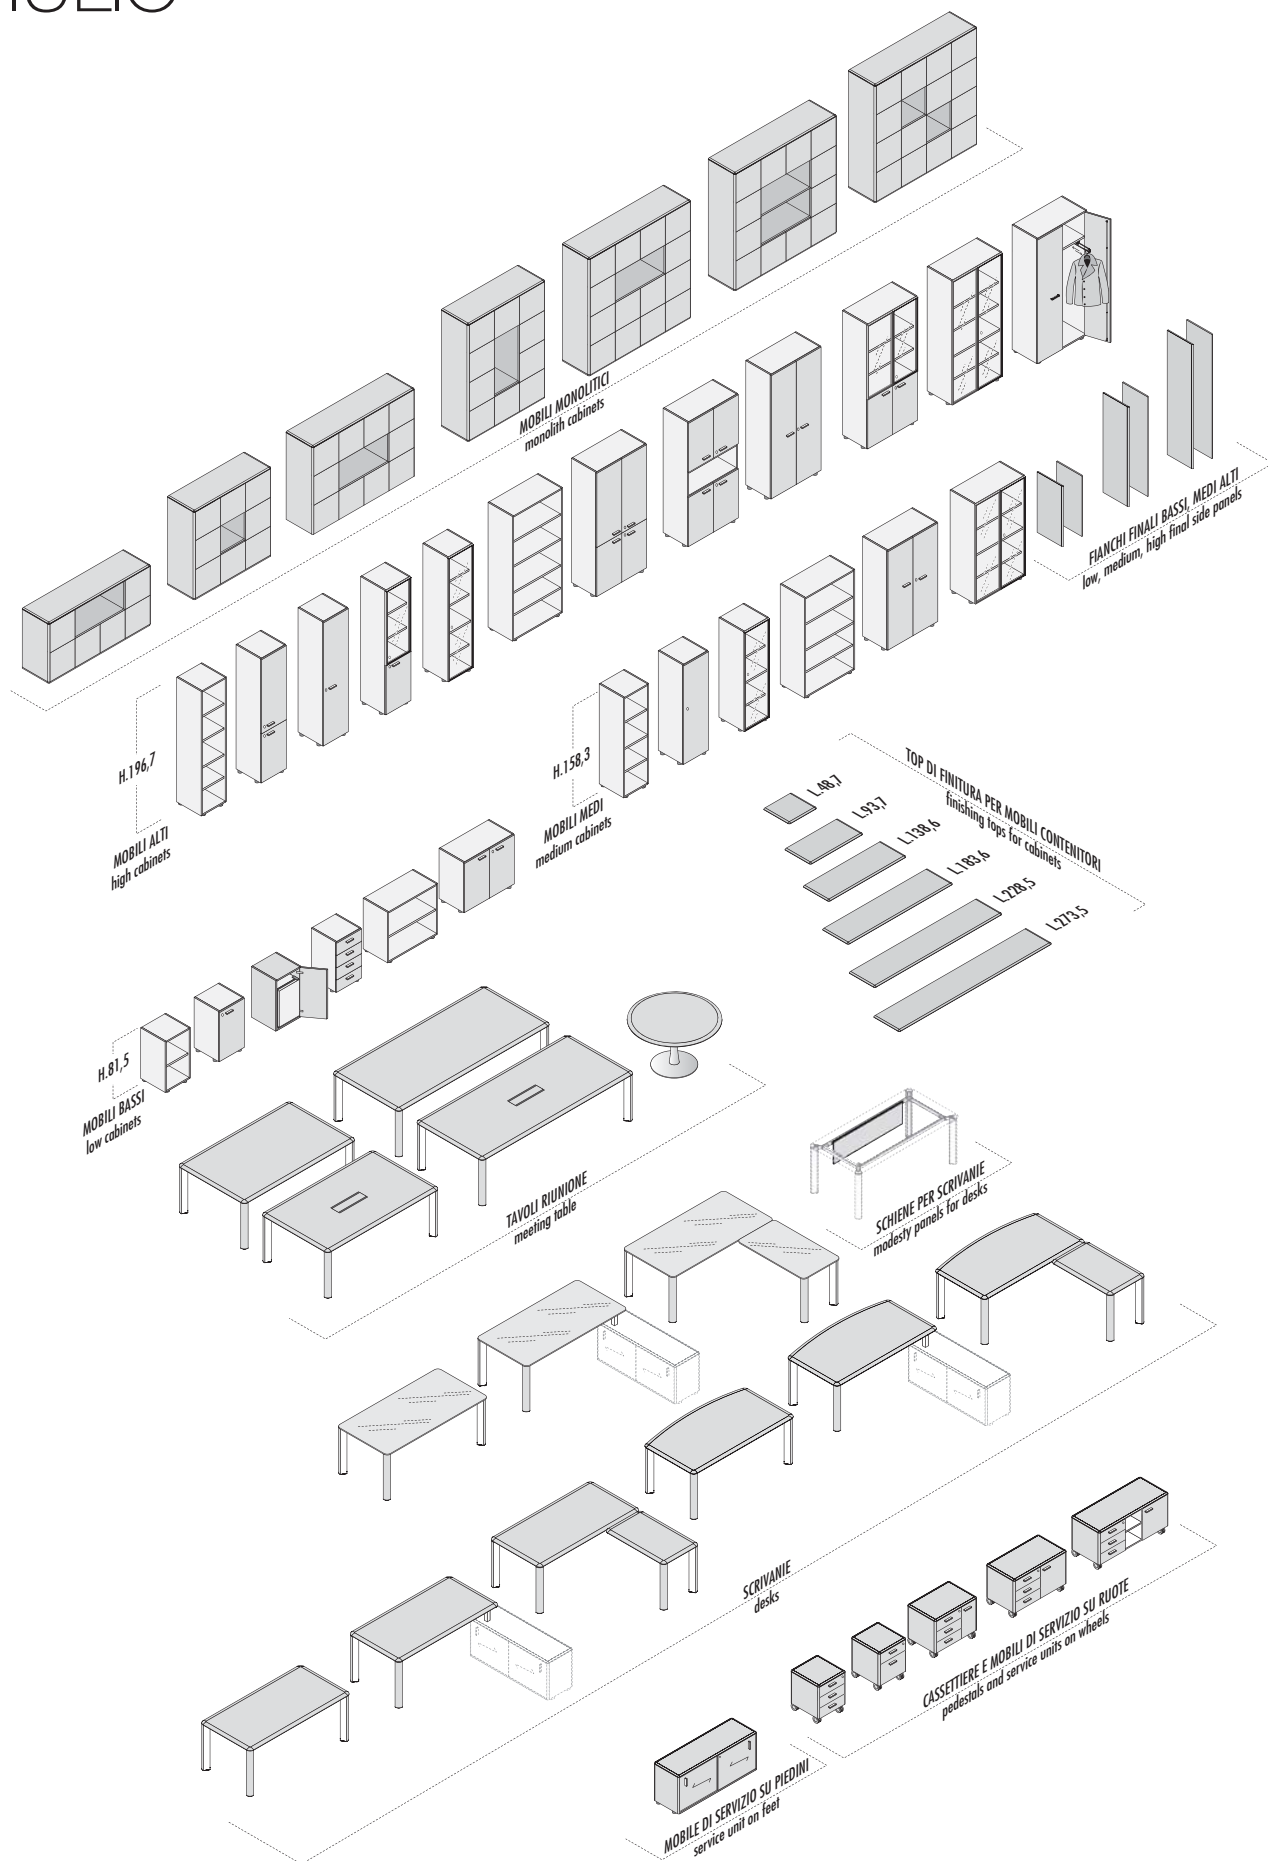 MOBILI MONOLITICI
monolith cabinets
FIANCHI FINALI BASSI, MEDI ALTI
low, medium, high final side panels
H.196,7
MOBILI ALTI
high cabinets
H.158,3
MOBILI MEDI
medium cabinets
TOP DI FINITURA PER MOBILI CONTENITORI
finishing tops for cabinets
L.48,7
L.93,7
L.138,6
L.183,6
L.228,5
L.273,5
H.81,5
MOBILI BASSI
low cabinets
TAVOLI RIUNIONE
meeting table
SCHIENE PER SCRIVANIE
modesty panels for desks
SCRIVANIE
desks
CASSETTIERE E MOBILI DI SERVIZIO SU RUOTE
pedestals and service units on wheels
MOBILE DI SERVIZIO SU PIEDINI
service unit on feet